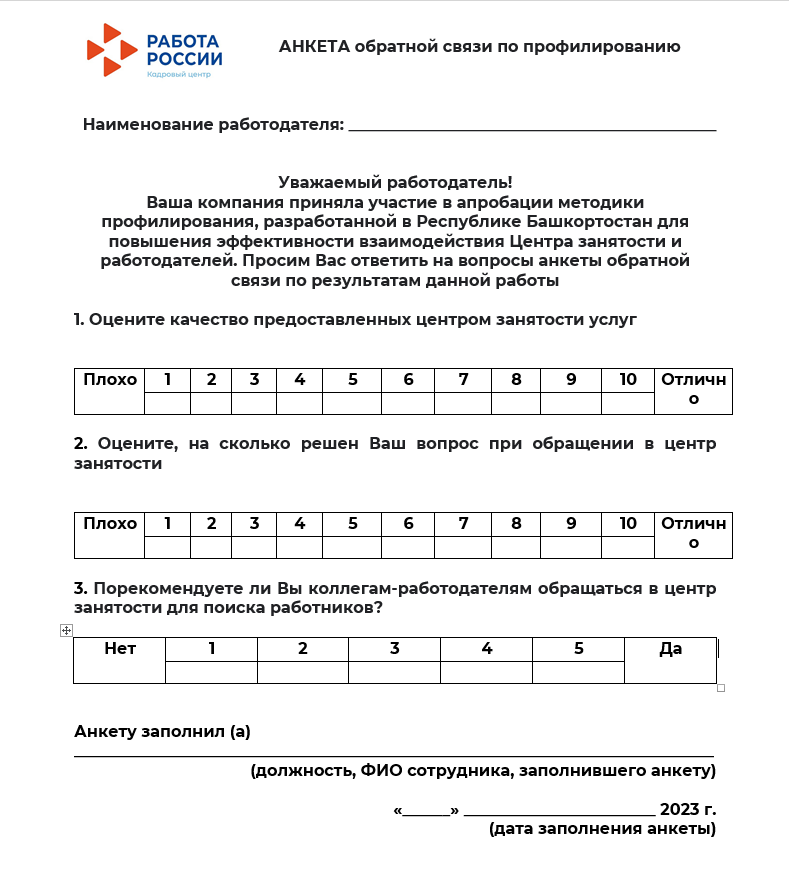 РАБОТА
РОССИИ
Кадровый центр
АНКЕТА обратной связи по профилированию
Наименование работодателя: ______________________________________________
Уважаемый работодатель!
Ваша компания приняла участие в апробации методики
профилирования, разработанной в Республике Башкортостан для
повышения эффективности взаимодействия Центра занятости и
работодателей. Просим Вас ответить на вопросы анкеты обратной
связи по результатам данной работы
1. Оцените качество предоставленных центром занятости услуг
Плохо 1 2 3 4 5 6 7 8 9 10 Отличн
о
2. Оцените, на сколько решен Ваш вопрос при обращении в центр
занятости
Плохо 1 2 3 4 5 6 7 8 9 10 Отличн
о
3. Порекомендуете ли Вы коллегам-работодателям обращаться в центр
занятости для поиска работников?
Нет 1 2 3 4 5 Да
Анкету заполнил (а)
________________________________________________________________________________
(должность, ФИО сотрудника, заполнившего анкету)
«______» ________________________ 2023 г.
(дата заполнения анкеты)